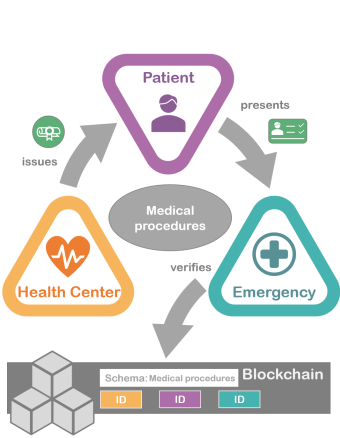 Patient
presents
issues
Medical
procedures
Health Center
Emergency
verifies
Schema: Medical procedures
Blockchain
ID
ID
ID